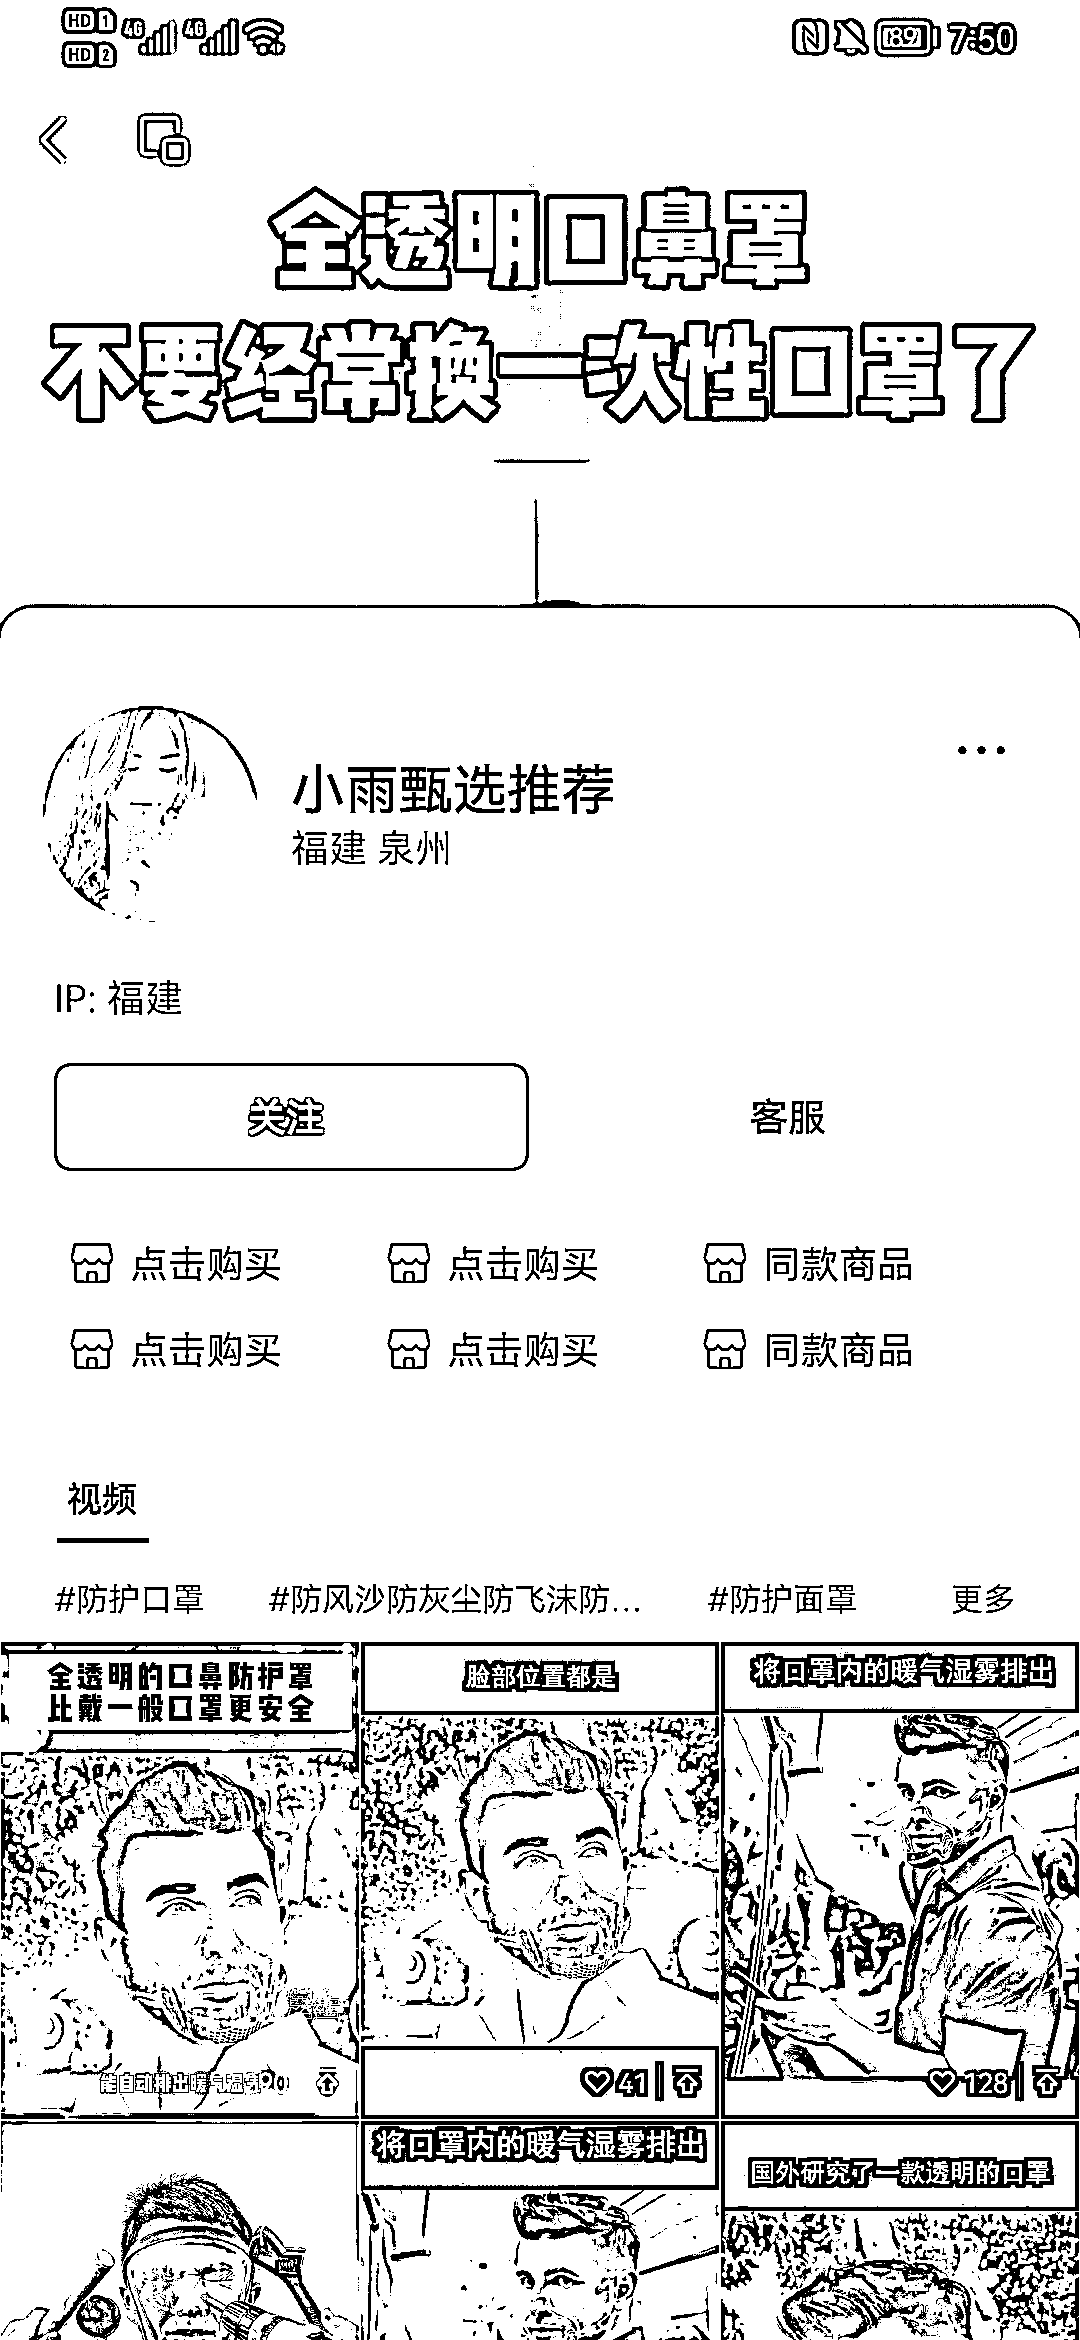 HD 1 4G 4G
HD 2
89 7:50
全透明口鼻罩
不要经常换一次性口罩了
小雨甄选推荐
福建 泉州
IP: 福建
关注 客服
点击购买 点击购买 同款商品
点击购买 点击购买 同款商品
视频
#防护口罩 #防风沙防灰尘防飞沫防... #防护面罩 更多
全透明的口鼻防护罩
比戴一般口罩更安全
脸部位置都是
将口罩内的暖气湿雾排出
能自动排出暖气湿雾
41
128
将口罩内的暖气湿雾排出
国外研究了一款透明的口罩